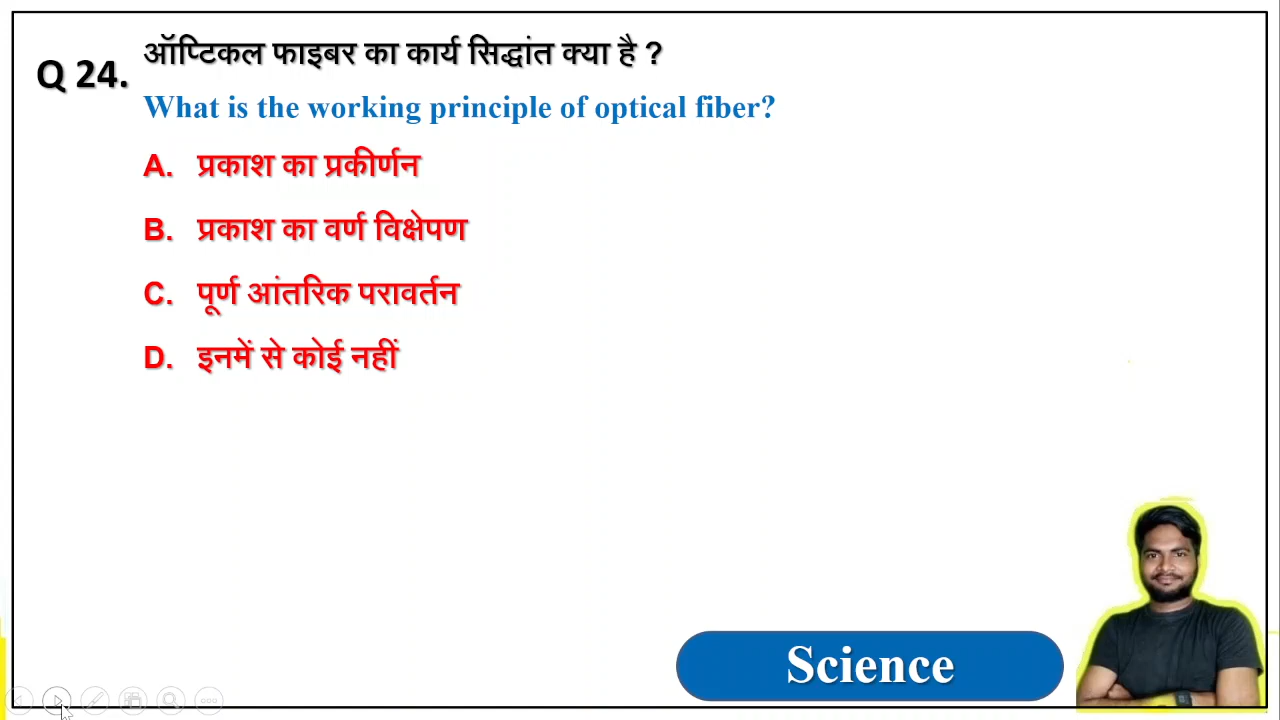 Q 24.
ऑप्टिकल फाइबर का कार्य सिद्धांत क्या है ?
What is the working principle of optical fiber?
A. प्रकाश का प्रकीर्णन
B. प्रकाश का वर्ण विक्षेपण
C. पूर्ण आंतरिक परावर्तन
D. इनमें से कोई नहीं
Science